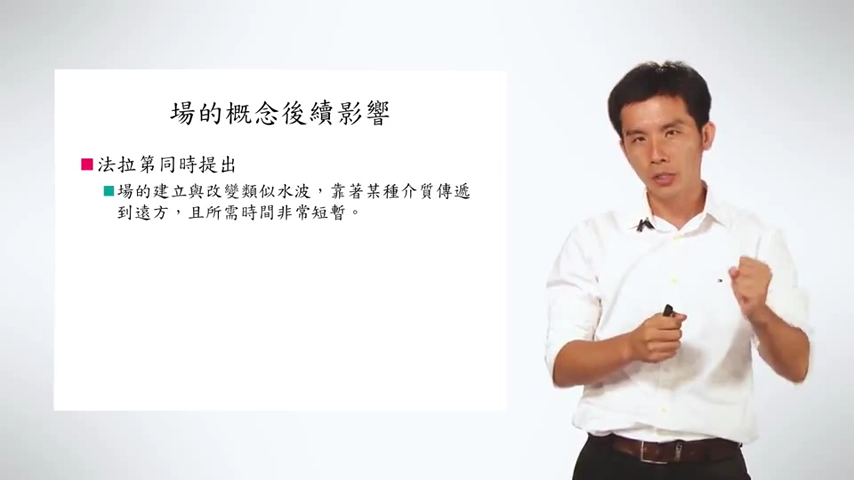 場的概念後續影響
法拉第同時提出
場的建立與改變類似水波，靠著某種介質傳遞
到遠方，且所需時間非常短暫。